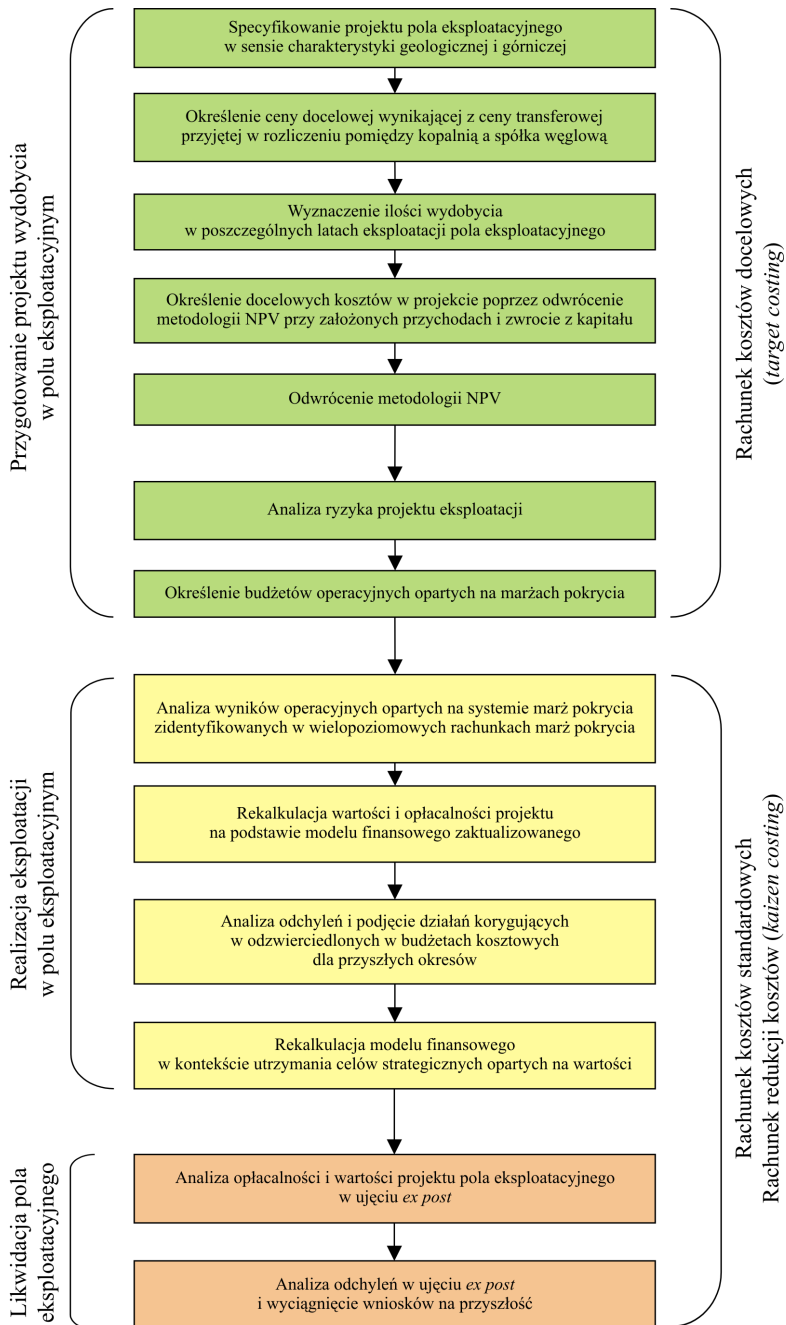 Specyfikowanie projektu pola eksploatacyjnego
w sensie charakterystyki geologicznej i górniczej
Określenie ceny docelowej wynikającej z ceny transferowej
przyjętej w rozliczeniu pomiędzy kopalnią a spółka węglową
Wyznaczenie ilości wydobycia
w poszczególnych latach eksploatacji pola eksploatacyjnego
Określenie docelowych kosztów w projekcie poprzez odwrócenie
metodologii NPV przy założonych przychodach i zwrocie z kapitału
Odwrócenie metodologii NPV
Analiza ryzyka projektu eksploatacji
Określenie budżetów operacyjnych opartych na marżach pokrycia
Przygotowanie projektu wydobycia
w polu eksploatacyjnym
Rachunek kosztów docelowych
(target costing)
Analiza wyników operacyjnych opartych na systemie marż pokrycia
zidentyfikowanych w wielopoziomowych rachunkach marż pokrycia
Rekalkulacja wartości i opłacalności projektu
na podstawie modelu finansowego zaktualizowanego
Analiza odchyleń i podjęcie działań korygujących
w odzwierciedlonych w budżetach kosztowych
dla przyszłych okresów
Rekalkulacja modelu finansowego
w kontekście utrzymania celów strategicznych opartych na wartości
Realizacja eksploatacji
w polu eksploatacyjnym
Analiza opłacalności i wartości projektu pola eksploatacyjnego
w ujęciu ex post
Analiza odchyleń w ujęciu ex post
i wyciągnięcie wniosków na przyszłość
Likwidacja pola
eksploatacyjnego
Rachunek kosztów standardowych
Rachunek redukcji kosztów (kaizen costing)